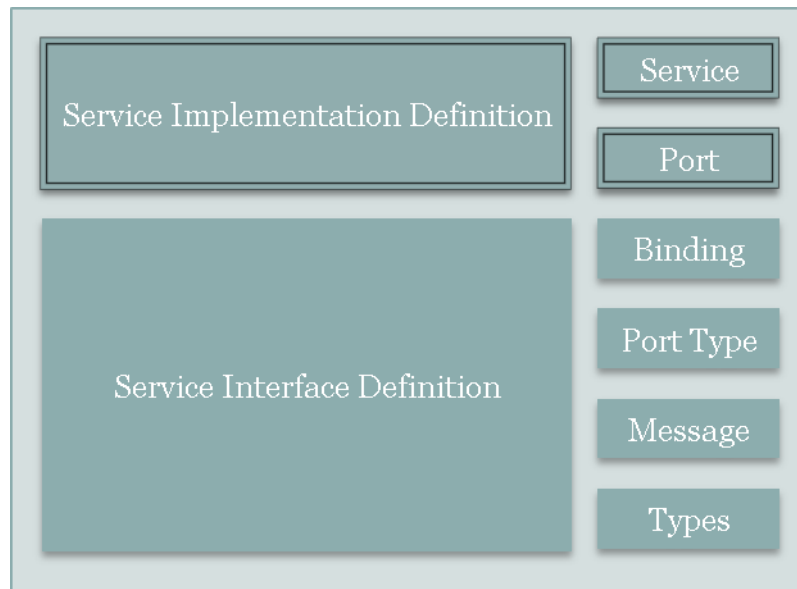 Service Implementation Definition
Service
Port
Service Interface Definition
Binding
Port Type
Message
Types